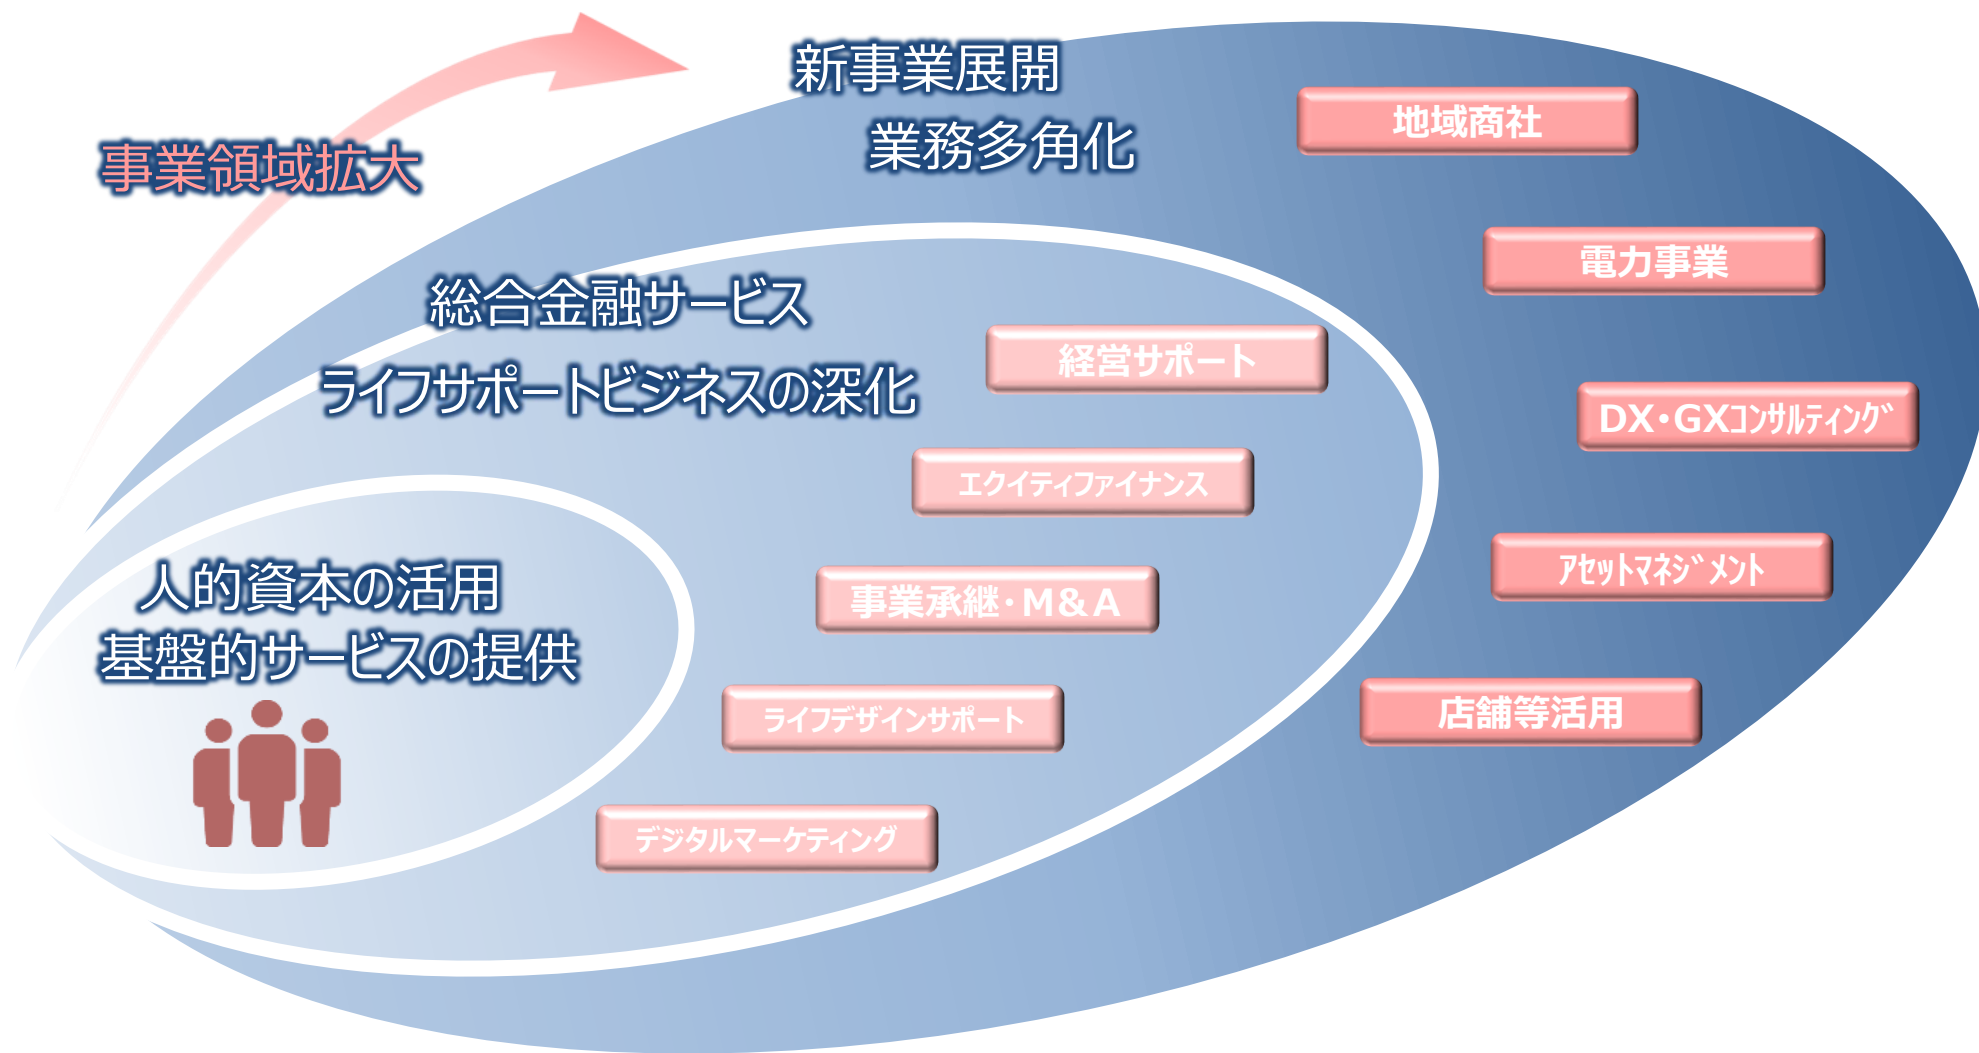 新事業展開
業務多角化
事業領域拡大
地域商社
電力事業
総合金融サービス
ライフサポートビジネスの深化
経営サポート
DX・GXｺﾝｻﾙﾃｨﾝｸﾞ
エクイティファイナンス
ｱｾｯﾄﾏﾈｼﾞﾒﾝﾄ
人的資本の活用
基盤的サービスの提供
事業承継・M＆A
ライフデザインサポート
店舗等活用
デジタルマーケティング